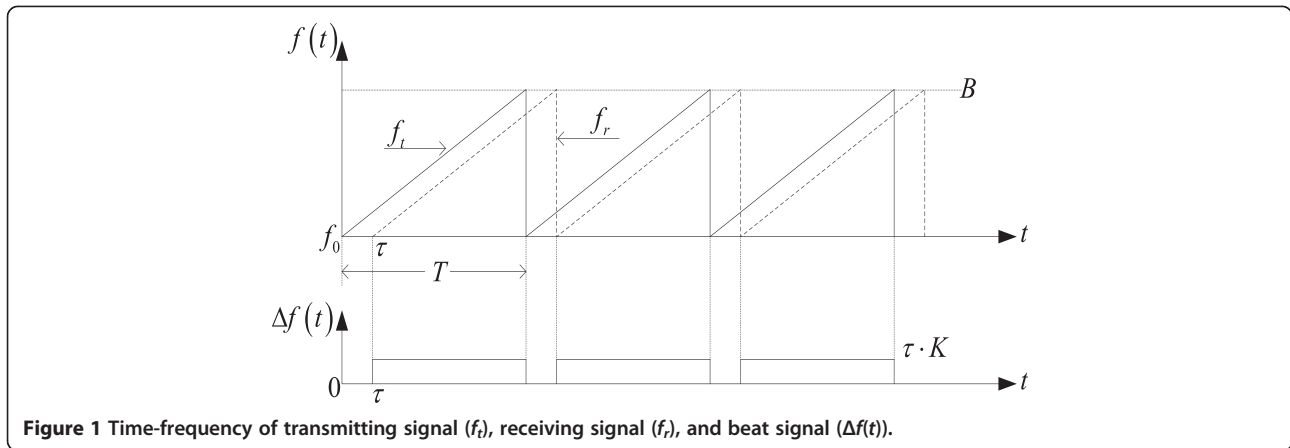 f(t)
B
f_t
f_r
f_0
τ
t
T
Δf(t)
τ · K
0
τ
t
Figure 1 Time-frequency of transmitting signal (f_t), receiving signal (f_r), and beat signal (Δf(t)).